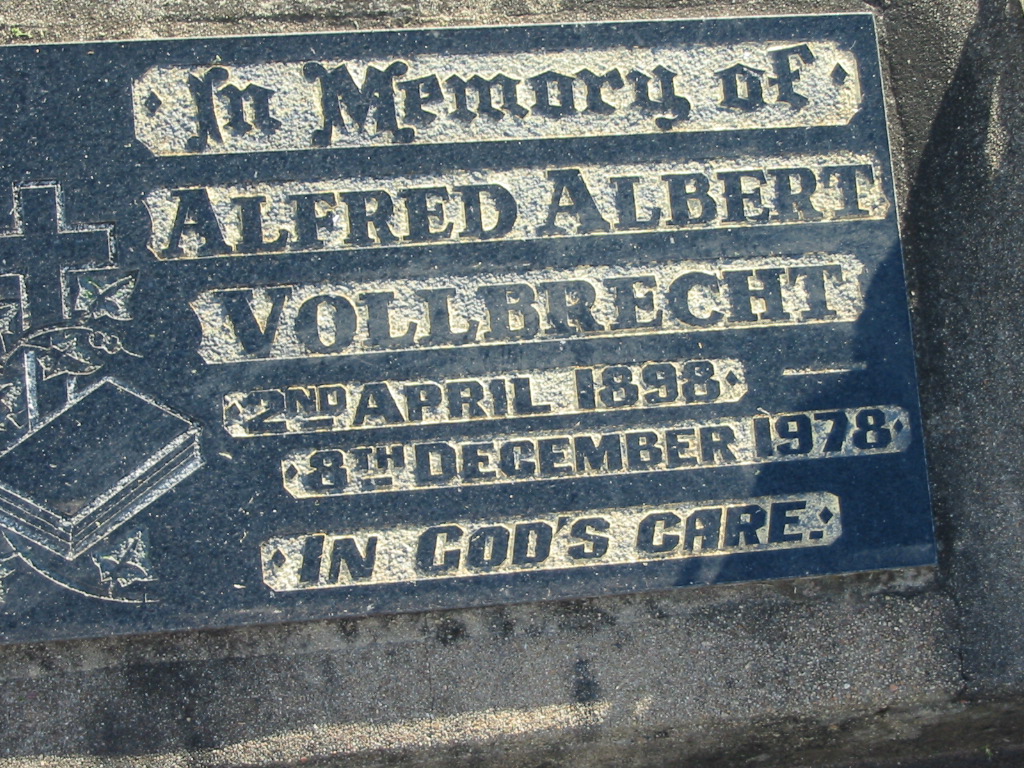 In Memory of
ALFRED ALBERT
VOLLBRECHT
2ND APRIL 1898 —
8TH DECEMBER 1978
IN GOD'S CARE.